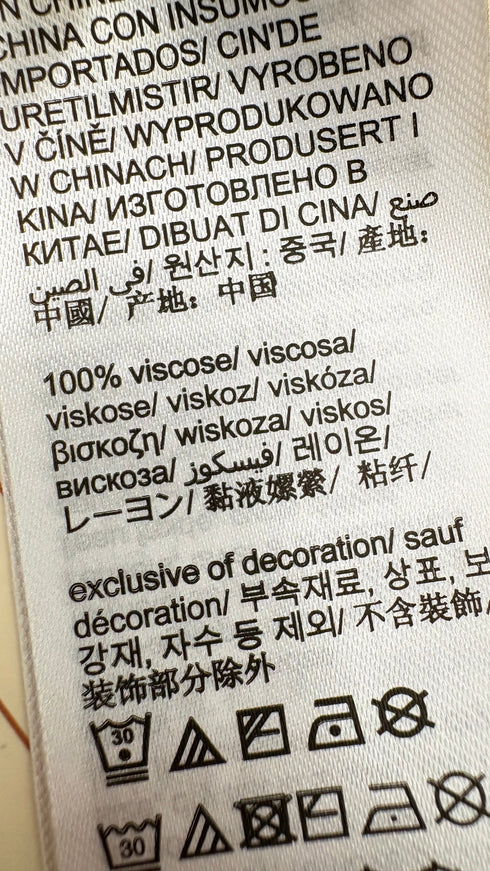 CHINA CON INSUMOS
IMPORTADOS/ CIN'DE
URETILMISTIR/ VYROBENO
V ČÍNĚ/ WYPRODUKOWANO
W CHINACH/ PRODUSERT I
KINA/ ИЗГОТОВЛЕНО В
КИТАЕ/ DIBUAT DI CINA/ صنع
في الصين/ 원산지 : 중국/ 產地:
中國/ 产地: 中国
100% viscose/ viscosa/
viskose/ viskoz/ viskóza/
βισκοζη/ wiskoza/ viskos/
вискоза/ فيسكوز/ 레이온/
レーヨン/ 黏液嫘縈/ 粘纤/
exclusive of decoration/ sauf
décoration/ 부속재료, 상표, 보
강재, 자수 등 제외/ 不含裝飾/
装饰部分除外
30
30